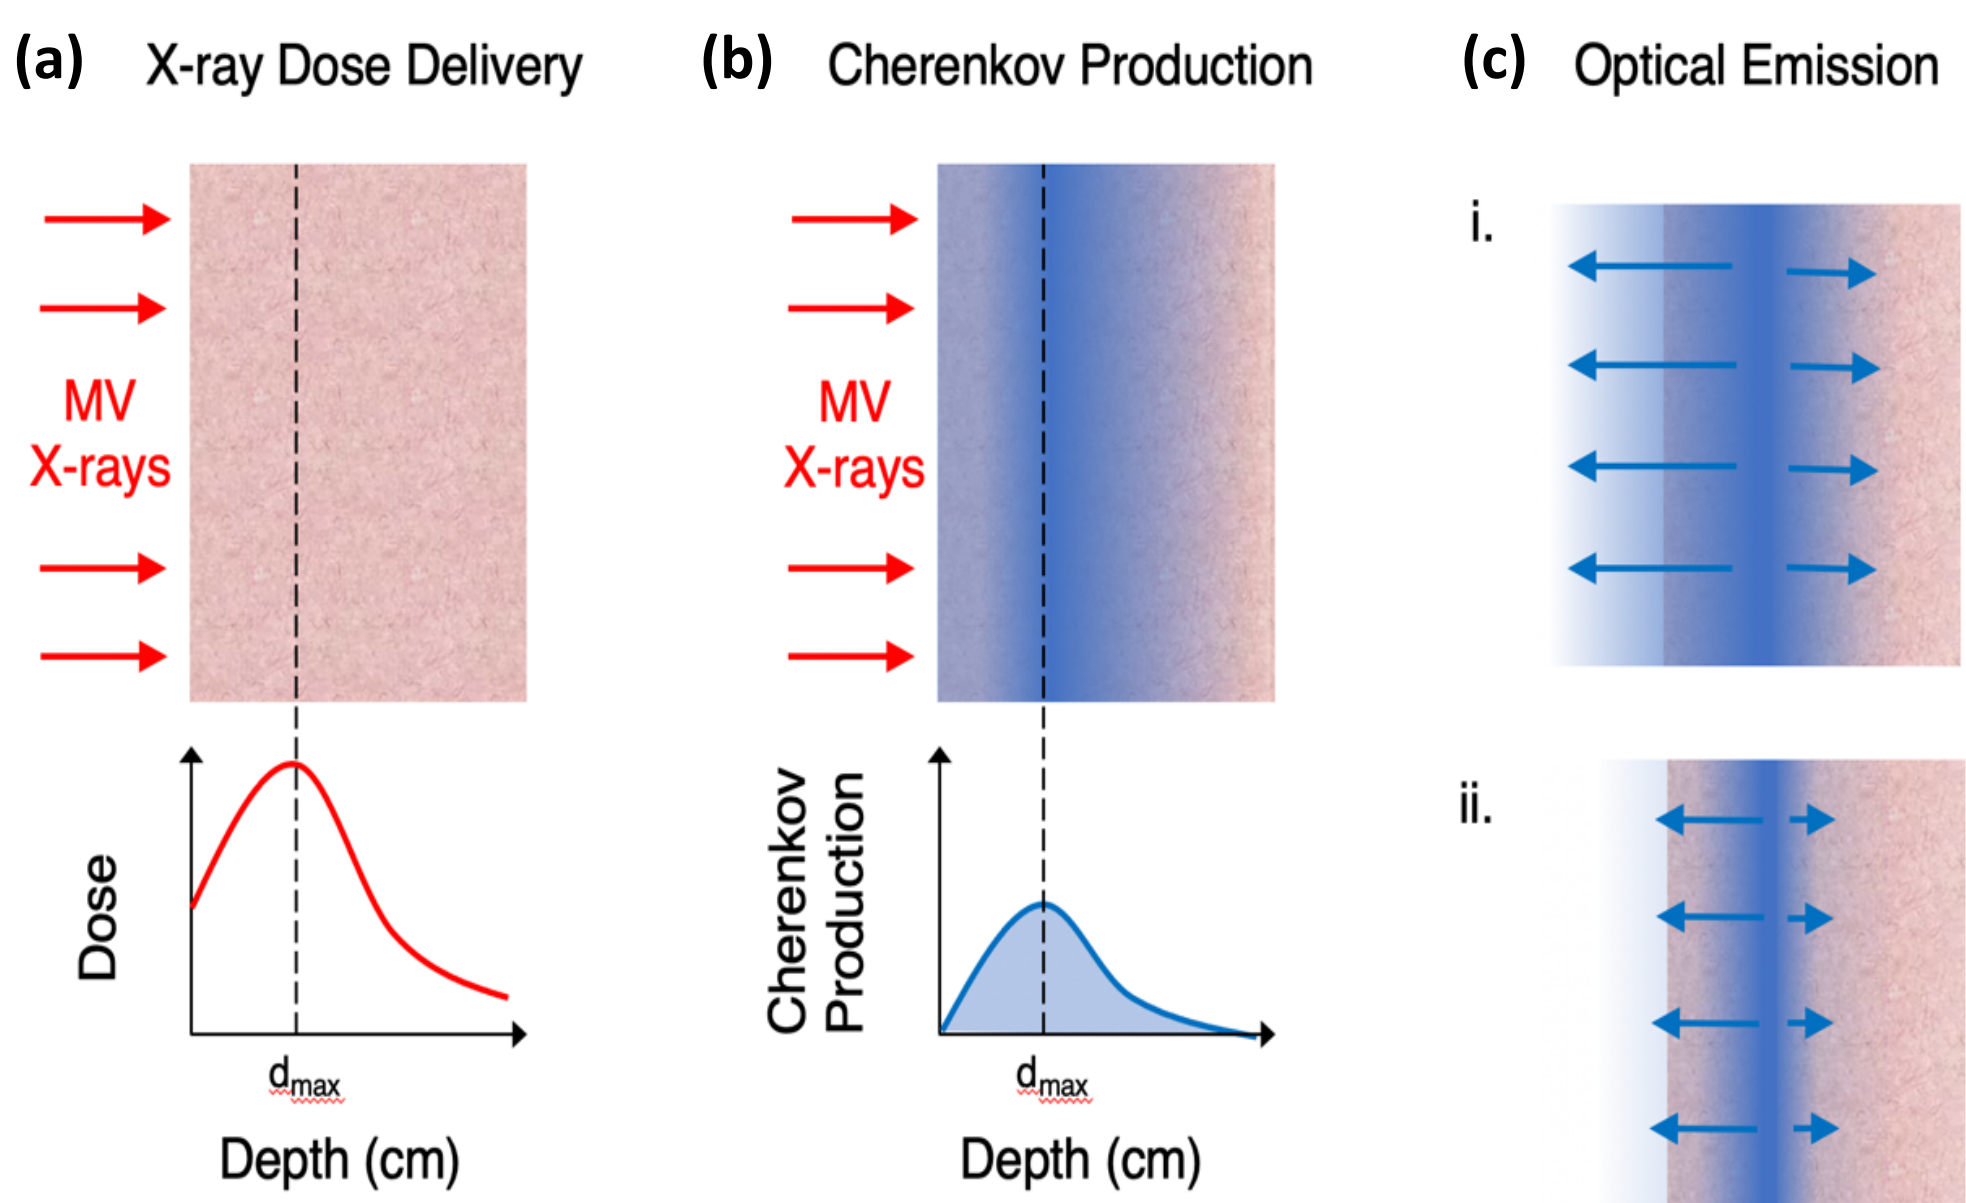 (a) X-ray Dose Delivery
MV
X-rays
Dose
dmax
Depth (cm)
(b) Cherenkov Production
MV
X-rays
Cherenkov
Production
dmax
Depth (cm)
(c) Optical Emission
i.
ii.